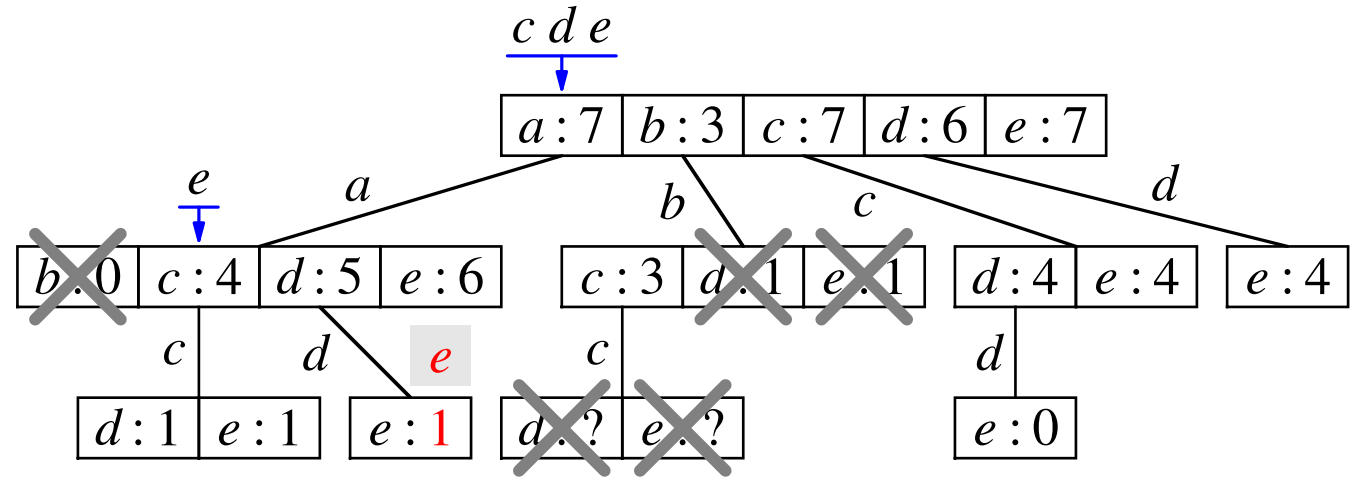 c d e
a : 7 b : 3 c : 7 d : 6 e : 7
e a b c d
b : 0 c : 4 d : 5 e : 6 c : 3 d : 1 e : 1 d : 4 e : 4 e : 4
c d e c d
d : 1 e : 1 e : 1 d : ? e : ? e : 0